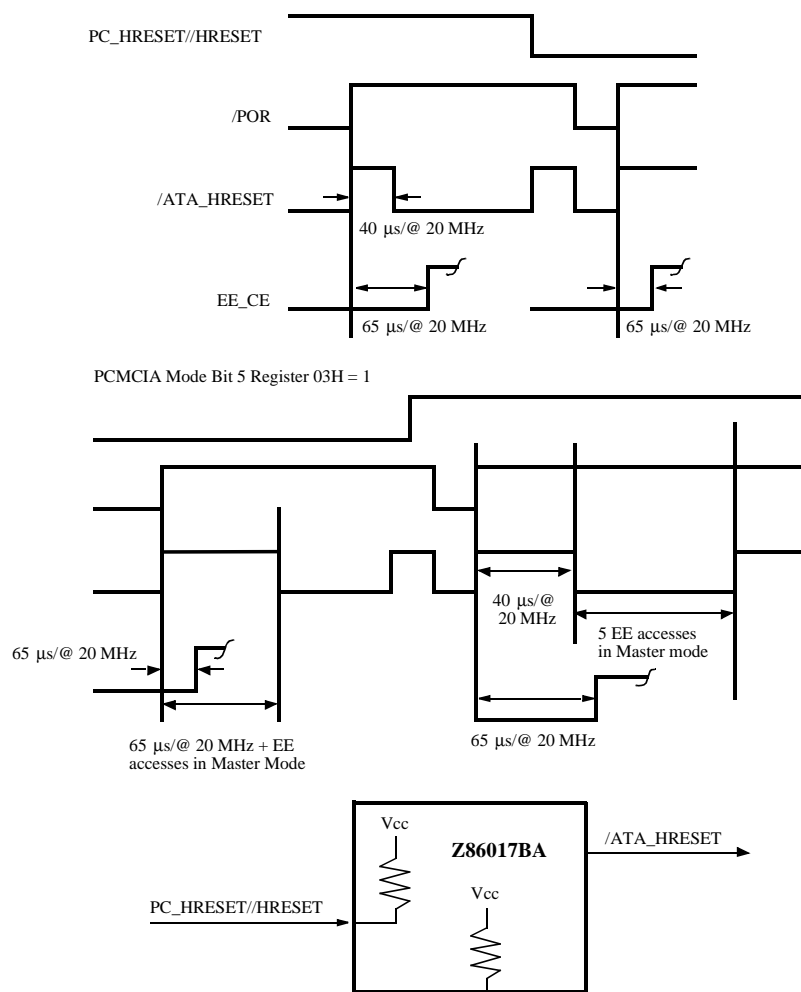 PC_HRESET//HRESET
/POR
/ATA_HRESET
40 μs/@ 20 MHz
EE_CE
65 μs/@ 20 MHz
65 μs/@ 20 MHz
PCMCIA Mode Bit 5 Register 03H = 1
40 μs/@
20 MHz
5 EE accesses
in Master mode
65 μs/@ 20 MHz
65 μs/@ 20 MHz
65 μs/@ 20 MHz + EE
accesses in Master Mode
Vcc
Z86017BA
/ATA_HRESET
Vcc
PC_HRESET//HRESET